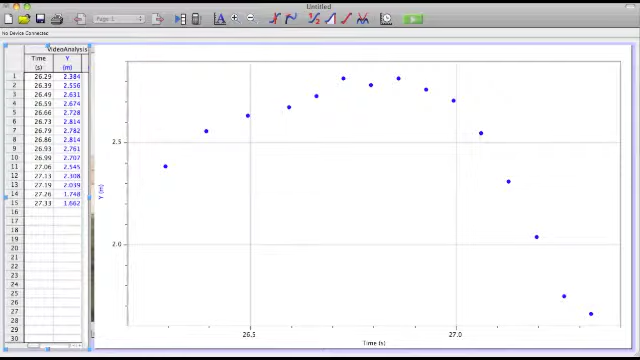 Untitled
Page 1
No Device Connected
VideoAnalysis
Time Y
(s) (m)
1 26.29 2.384
2 26.39 2.556
3 26.49 2.631
4 26.59 2.674
5 26.66 2.728
6 26.73 2.814
7 26.79 2.782
8 26.86 2.814
9 26.93 2.761
10 26.99 2.707
11 27.06 2.545
12 27.13 2.308
13 27.19 2.039
14 27.26 1.748
15 27.33 1.662
16
17
18
19
20
21
22
23
24
25
26
27
28
29
30
2.5
Y (m)
2.0
26.5 27.0
Time (s)